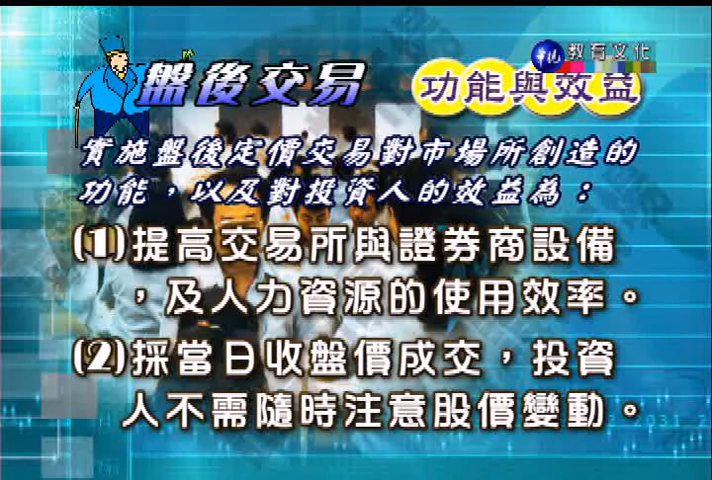 華視 教育文化
盤後交易 功能與效益
實施盤後定價交易對市場所創造的
功能，以及對投資人的效益為：
(1)提高交易所與證券商設備
，及人力資源的使用效率。
(2)採當日收盤價成交，投資
人不需隨時注意股價變動。